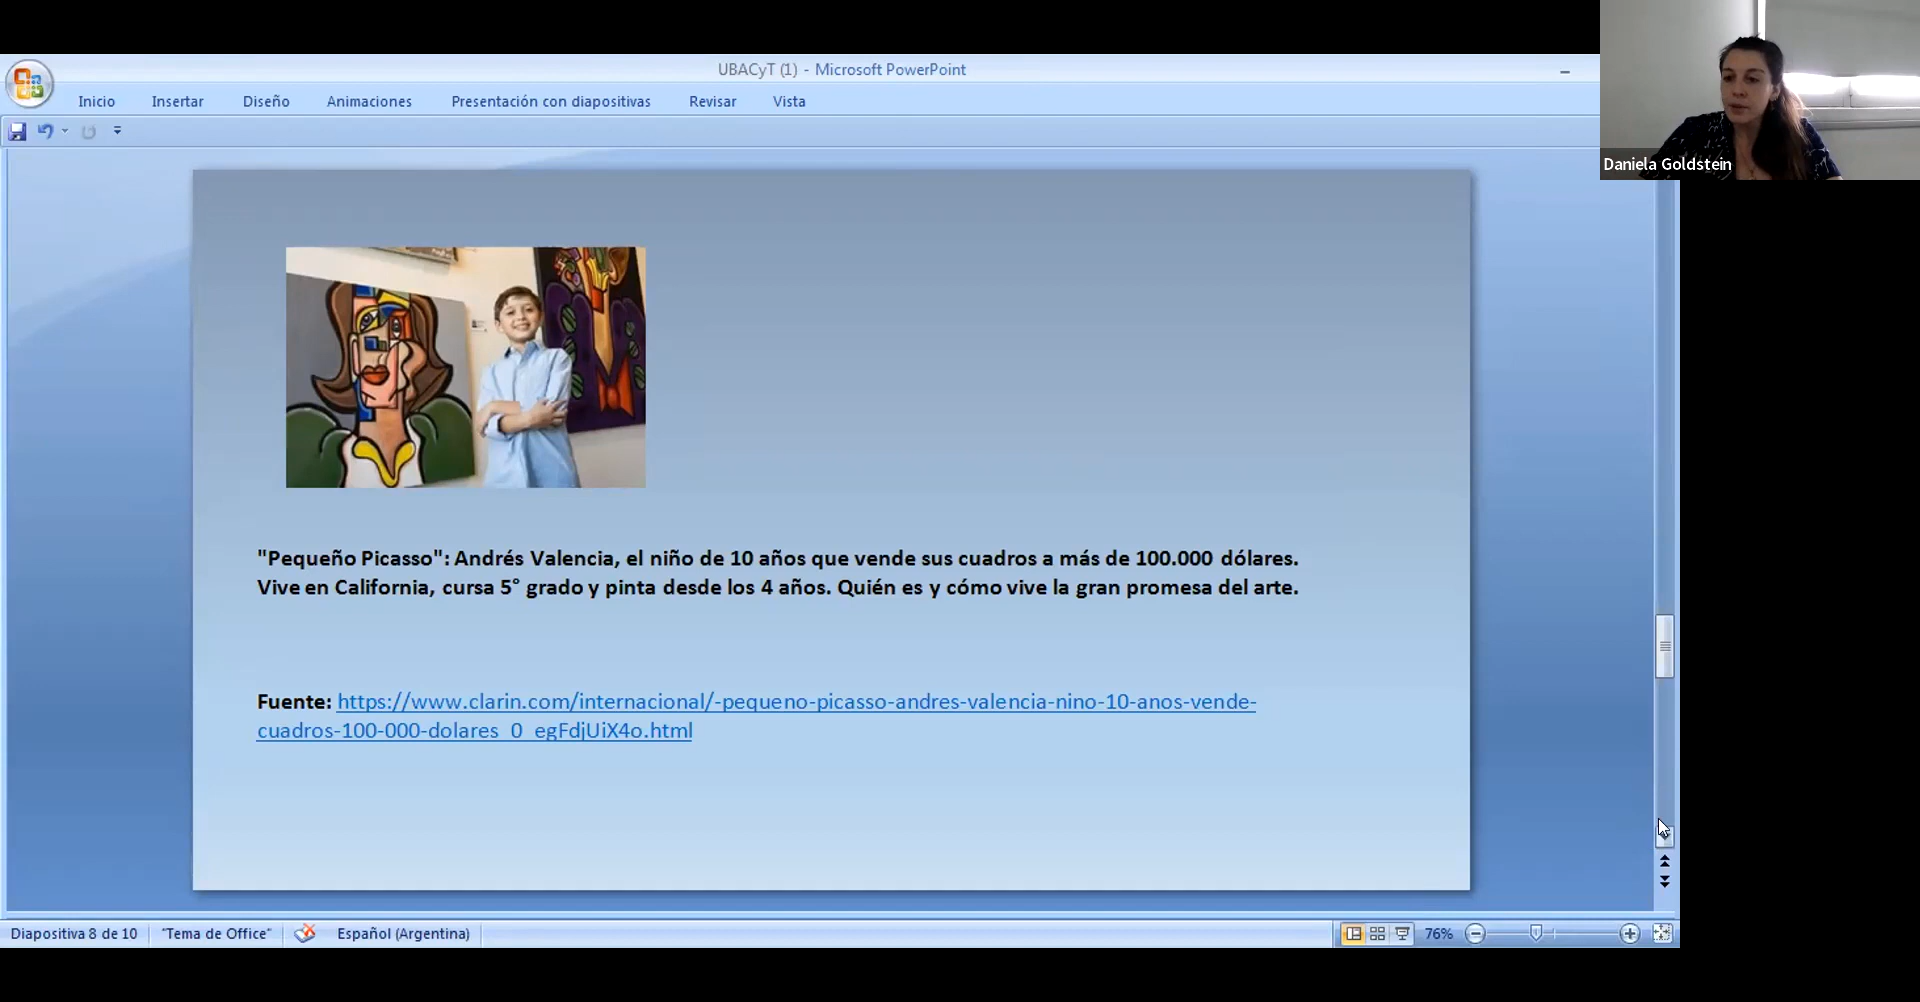 UBACyT (1) - Microsoft PowerPoint
Inicio Insertar Diseño Animaciones Presentación con diapositivas Revisar Vista
Daniela Goldstein
"Pequeño Picasso": Andrés Valencia, el niño de 10 años que vende sus cuadros a más de 100.000 dólares.
Vive en California, cursa 5° grado y pinta desde los 4 años. Quién es y cómo vive la gran promesa del arte.
Fuente: https://www.clarin.com/internacional/-pequeno-picasso-andres-valencia-nino-10-anos-vende-
cuadros-100-000-dolares_0_egFdjUiX4o.html
Diapositiva 8 de 10 "Tema de Office" Español (Argentina) 76%